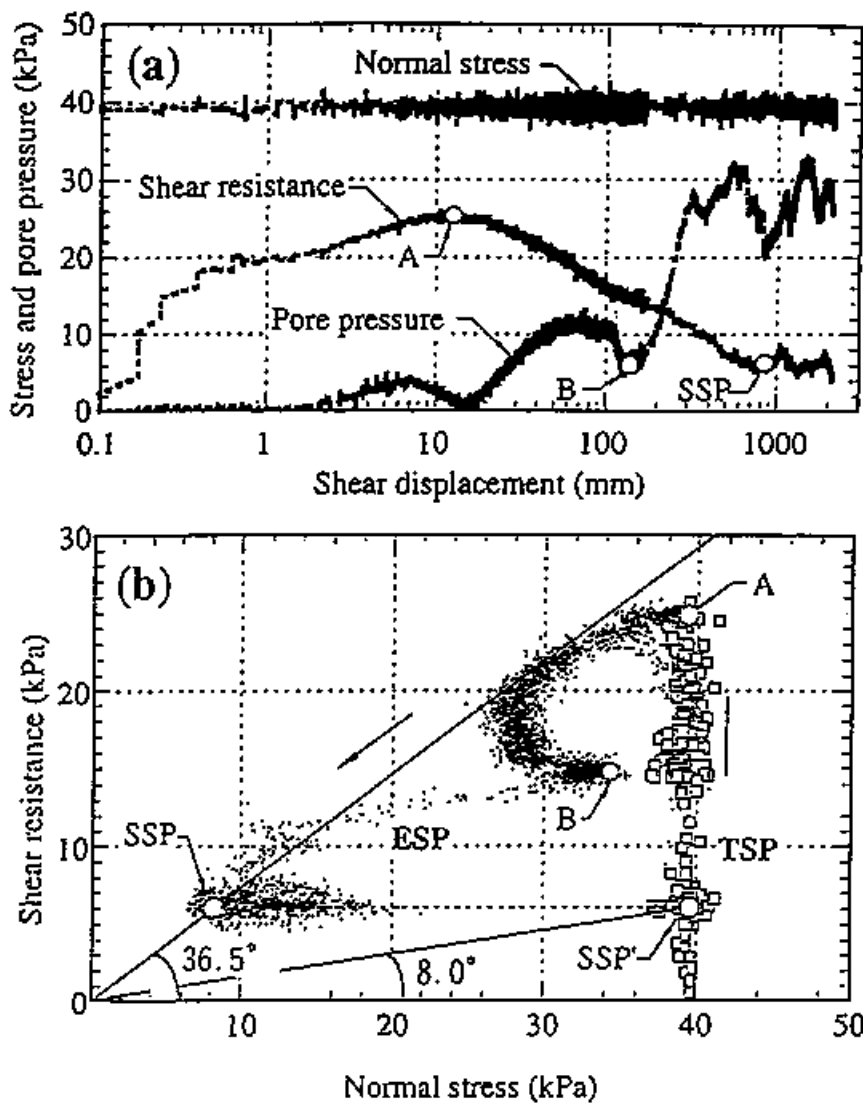 (a)
Normal stress
Shear resistance
A
Pore pressure
B
SSP
50
40
30
20
10
0
Stress and pore pressure (kPa)
0.1 1 10 100 1000
Shear displacement (mm)
(b)
A
SSP
ESP
B
TSP
36.5°
8.0°
SSP'
30
20
10
0
Shear resistance (kPa)
10 20 30 40 50
Normal stress (kPa)